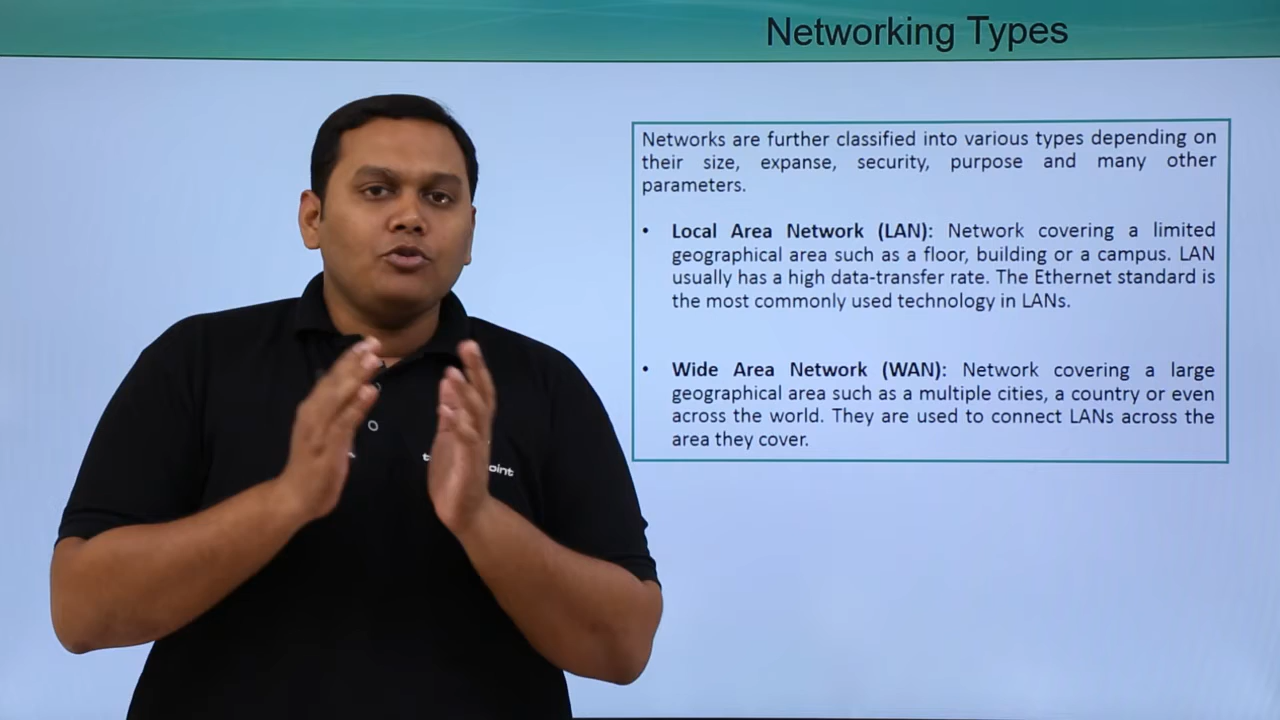 Networking Types
Networks are further classified into various types depending on
their size, expanse, security, purpose and many other
parameters.
• Local Area Network (LAN): Network covering a limited
geographical area such as a floor, building or a campus. LAN
usually has a high data-transfer rate. The Ethernet standard is
the most commonly used technology in LANs.
• Wide Area Network (WAN): Network covering a large
geographical area such as a multiple cities, a country or even
across the world. They are used to connect LANs across the
area they cover.